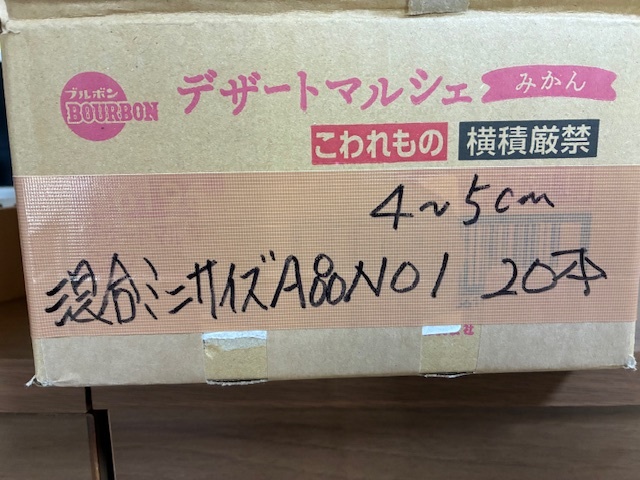 ブルボン
BOURBON
デザートマルシェ みかん
こわれもの 横積厳禁
4~5cm
混合ミニサイズA80NO1 20本